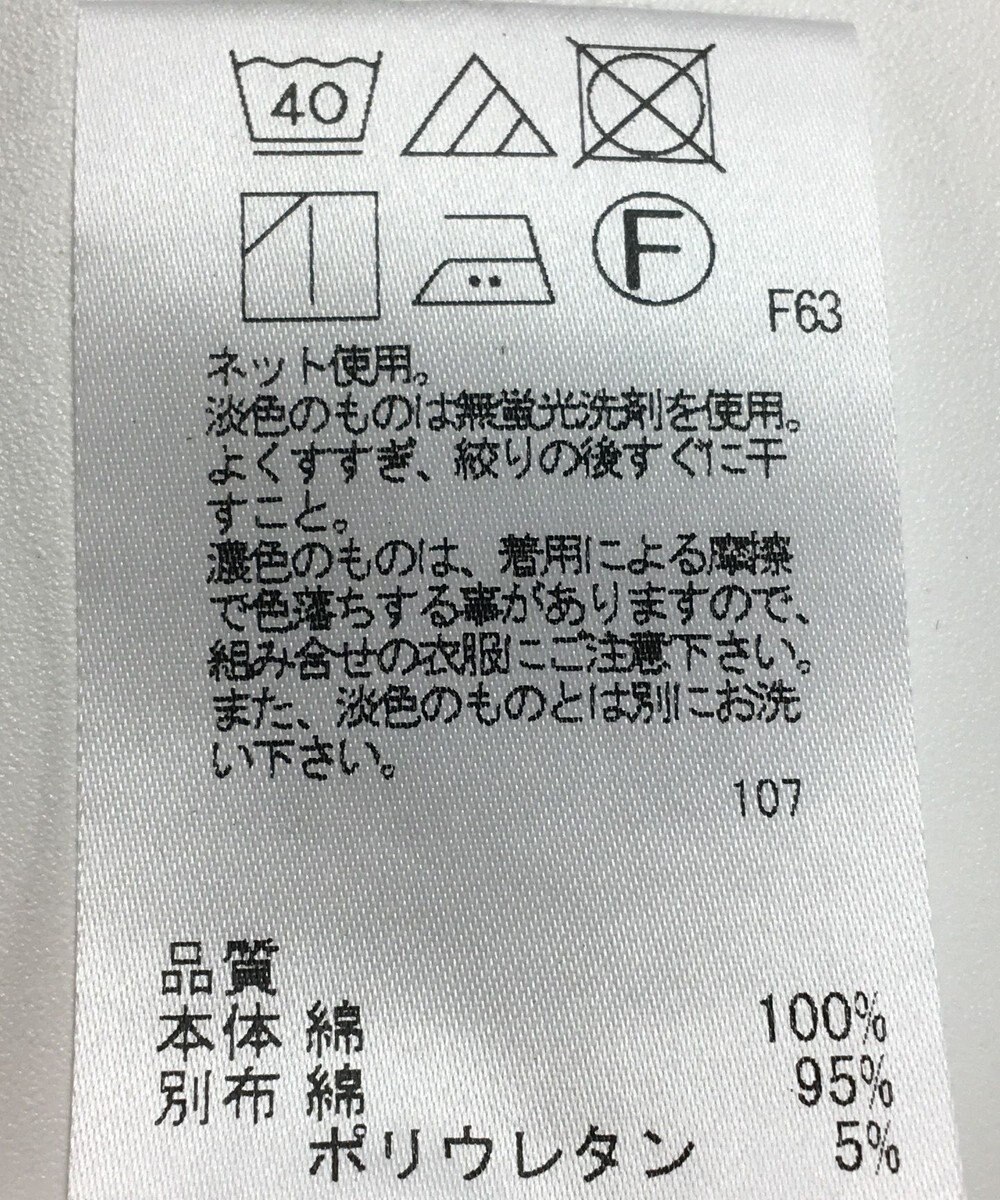 40
F
F63
ネット使用。
淡色のものは無蛍光洗剤を使用。
よくすすぎ、絞りの後すぐに干
すこと。
濃色のものは、着用による摩擦
で色落ちする事がありますので、
組み合せの衣服にご注意下さい。
また、淡色のものとは別にお洗
い下さい。
107
品質
本体 綿 100%
別布 綿 95%
ポリウレタン 5%